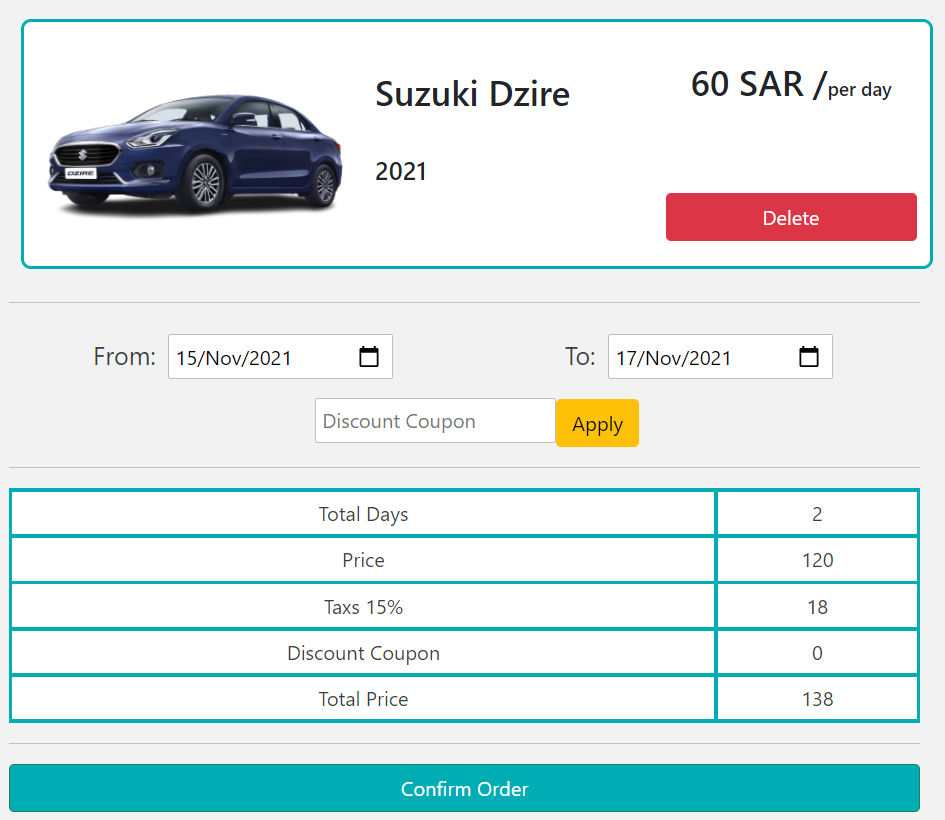 Suzuki Dzire
60 SAR /per day
2021
DZIRE
Delete
From: 15/Nov/2021 To: 17/Nov/2021
Discount Coupon Apply
Total Days 2
Price 120
Taxs 15% 18
Discount Coupon 0
Total Price 138
Confirm Order